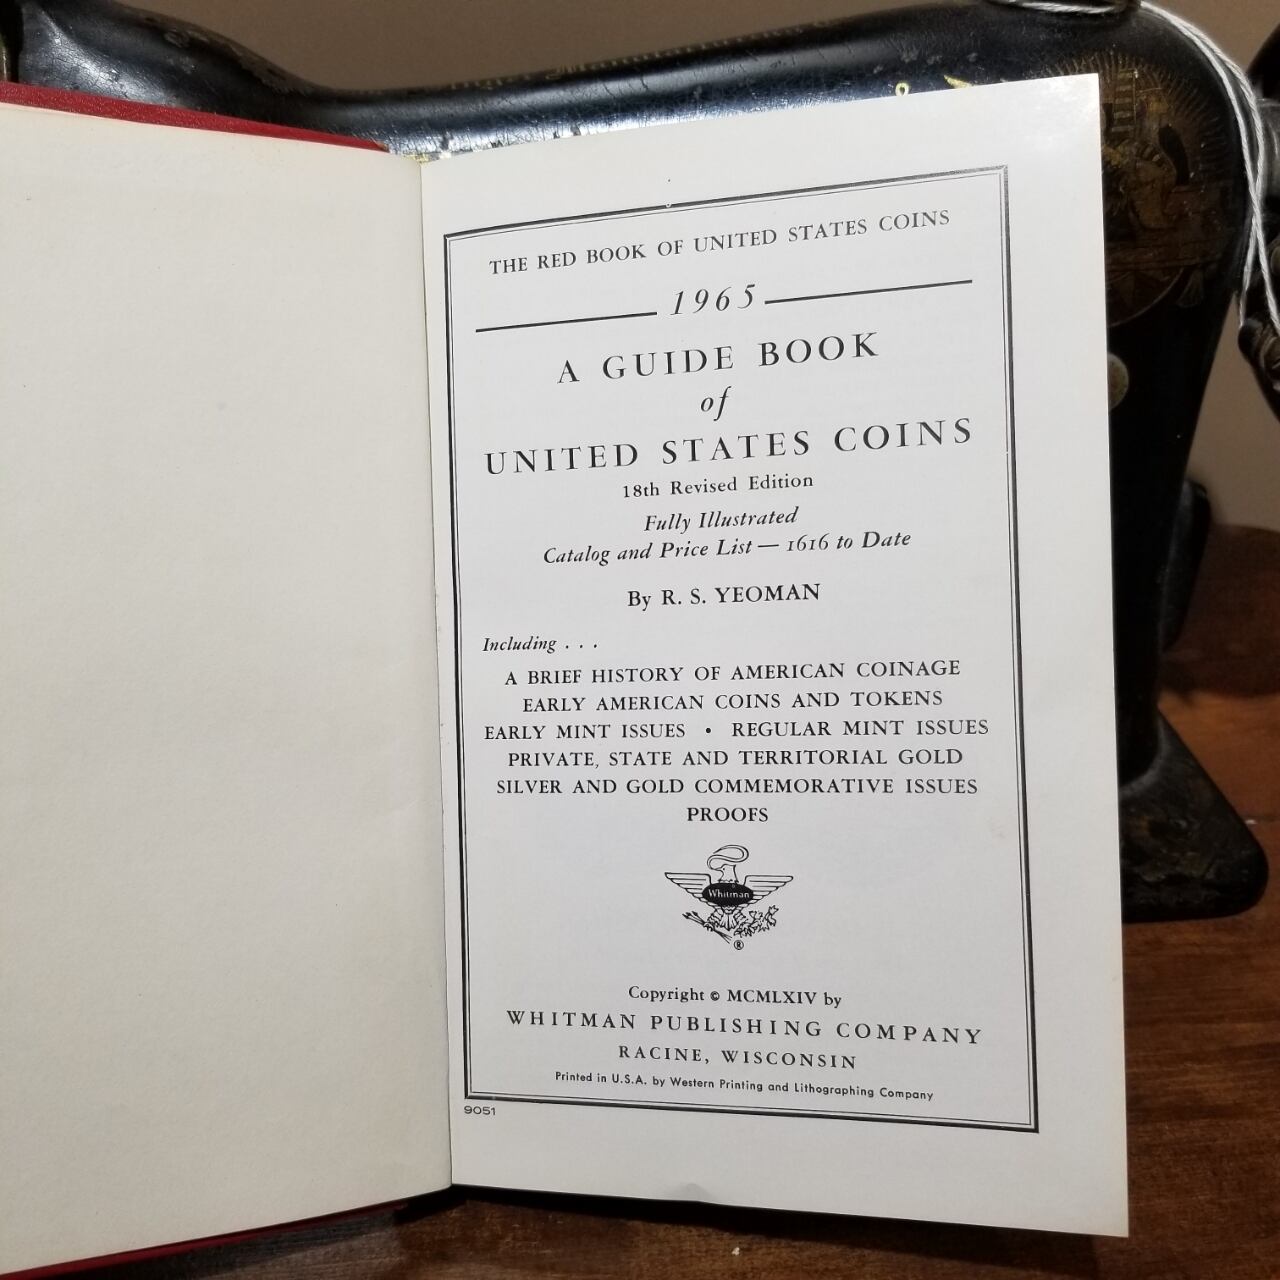 THE RED BOOK OF UNITED STATES COINS
1965
A GUIDE BOOK
of
UNITED STATES COINS
18th Revised Edition
Fully Illustrated
Catalog and Price List — 1616 to Date
By R. S. YEOMAN
Including . . .
A BRIEF HISTORY OF AMERICAN COINAGE
EARLY AMERICAN COINS AND TOKENS
EARLY MINT ISSUES • REGULAR MINT ISSUES
PRIVATE, STATE AND TERRITORIAL GOLD
SILVER AND GOLD COMMEMORATIVE ISSUES
PROOFS
Whitman
®
Copyright © MCMLXIV by
WHITMAN PUBLISHING COMPANY
RACINE, WISCONSIN
Printed in U.S.A. by Western Printing and Lithographing Company
9051